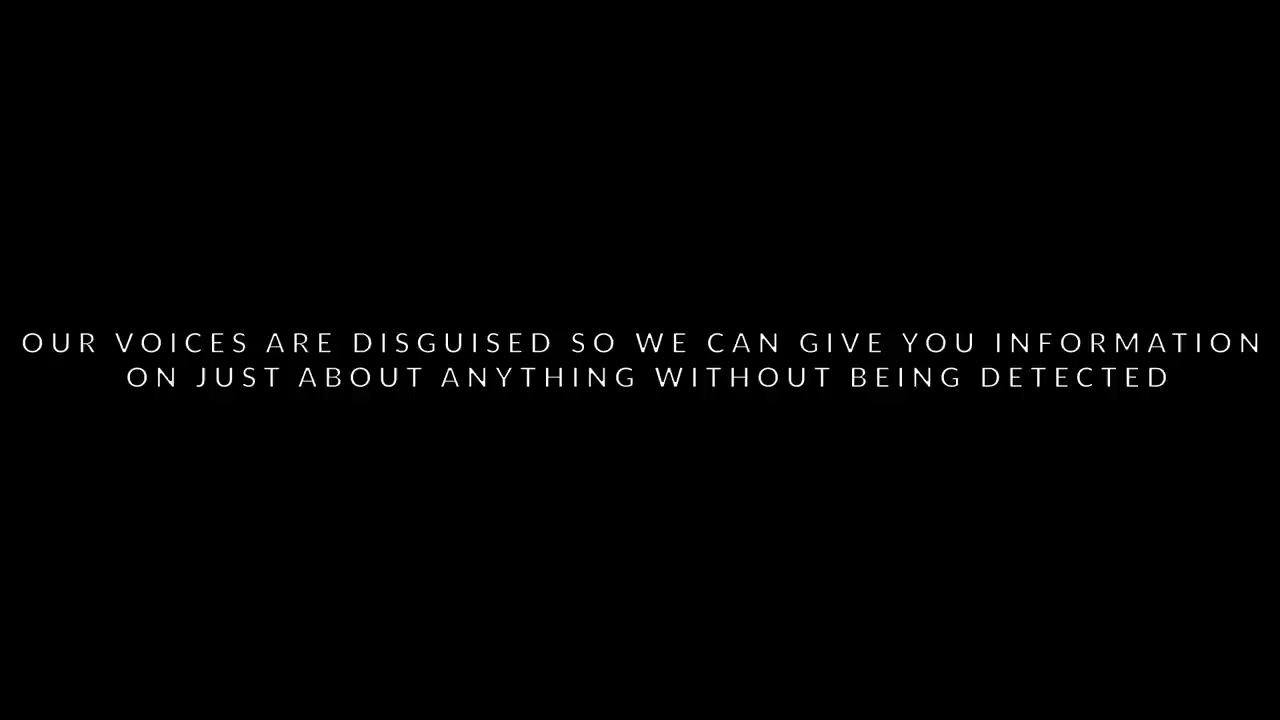 OUR VOICES ARE DISGUISED SO WE CAN GIVE YOU INFORMATION
ON JUST ABOUT ANYTHING WITHOUT BEING DETECTED